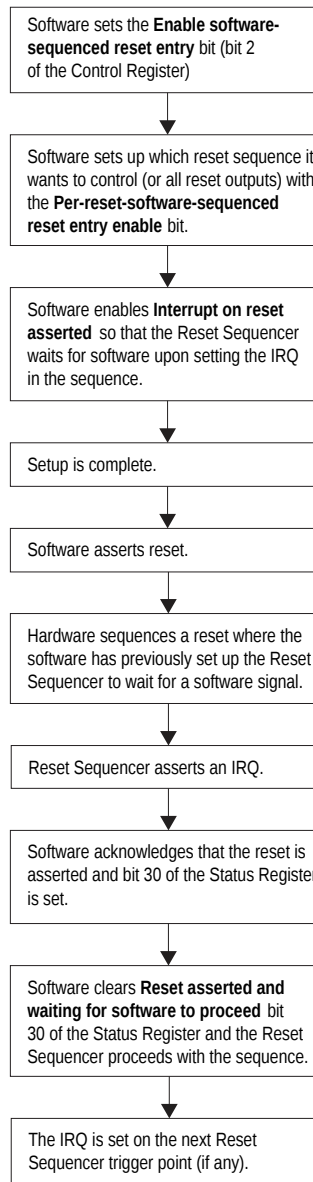 Software sets the Enable software-
sequenced reset entry bit (bit 2
of the Control Register)
Software sets up which reset sequence it
wants to control (or all reset outputs) with
the Per-reset-software-sequenced
reset entry enable bit.
Software enables Interrupt on reset
asserted so that the Reset Sequencer
waits for software upon setting the IRQ
in the sequence.
Setup is complete.
Software asserts reset.
Hardware sequences a reset where the
software has previously set up the Reset
Sequencer to wait for a software signal.
Reset Sequencer asserts an IRQ.
Software acknowledges that the reset is
asserted and bit 30 of the Status Register
is set.
Software clears Reset asserted and
waiting for software to proceed bit
30 of the Status Register and the Reset
Sequencer proceeds with the sequence.
The IRQ is set on the next Reset
Sequencer trigger point (if any).